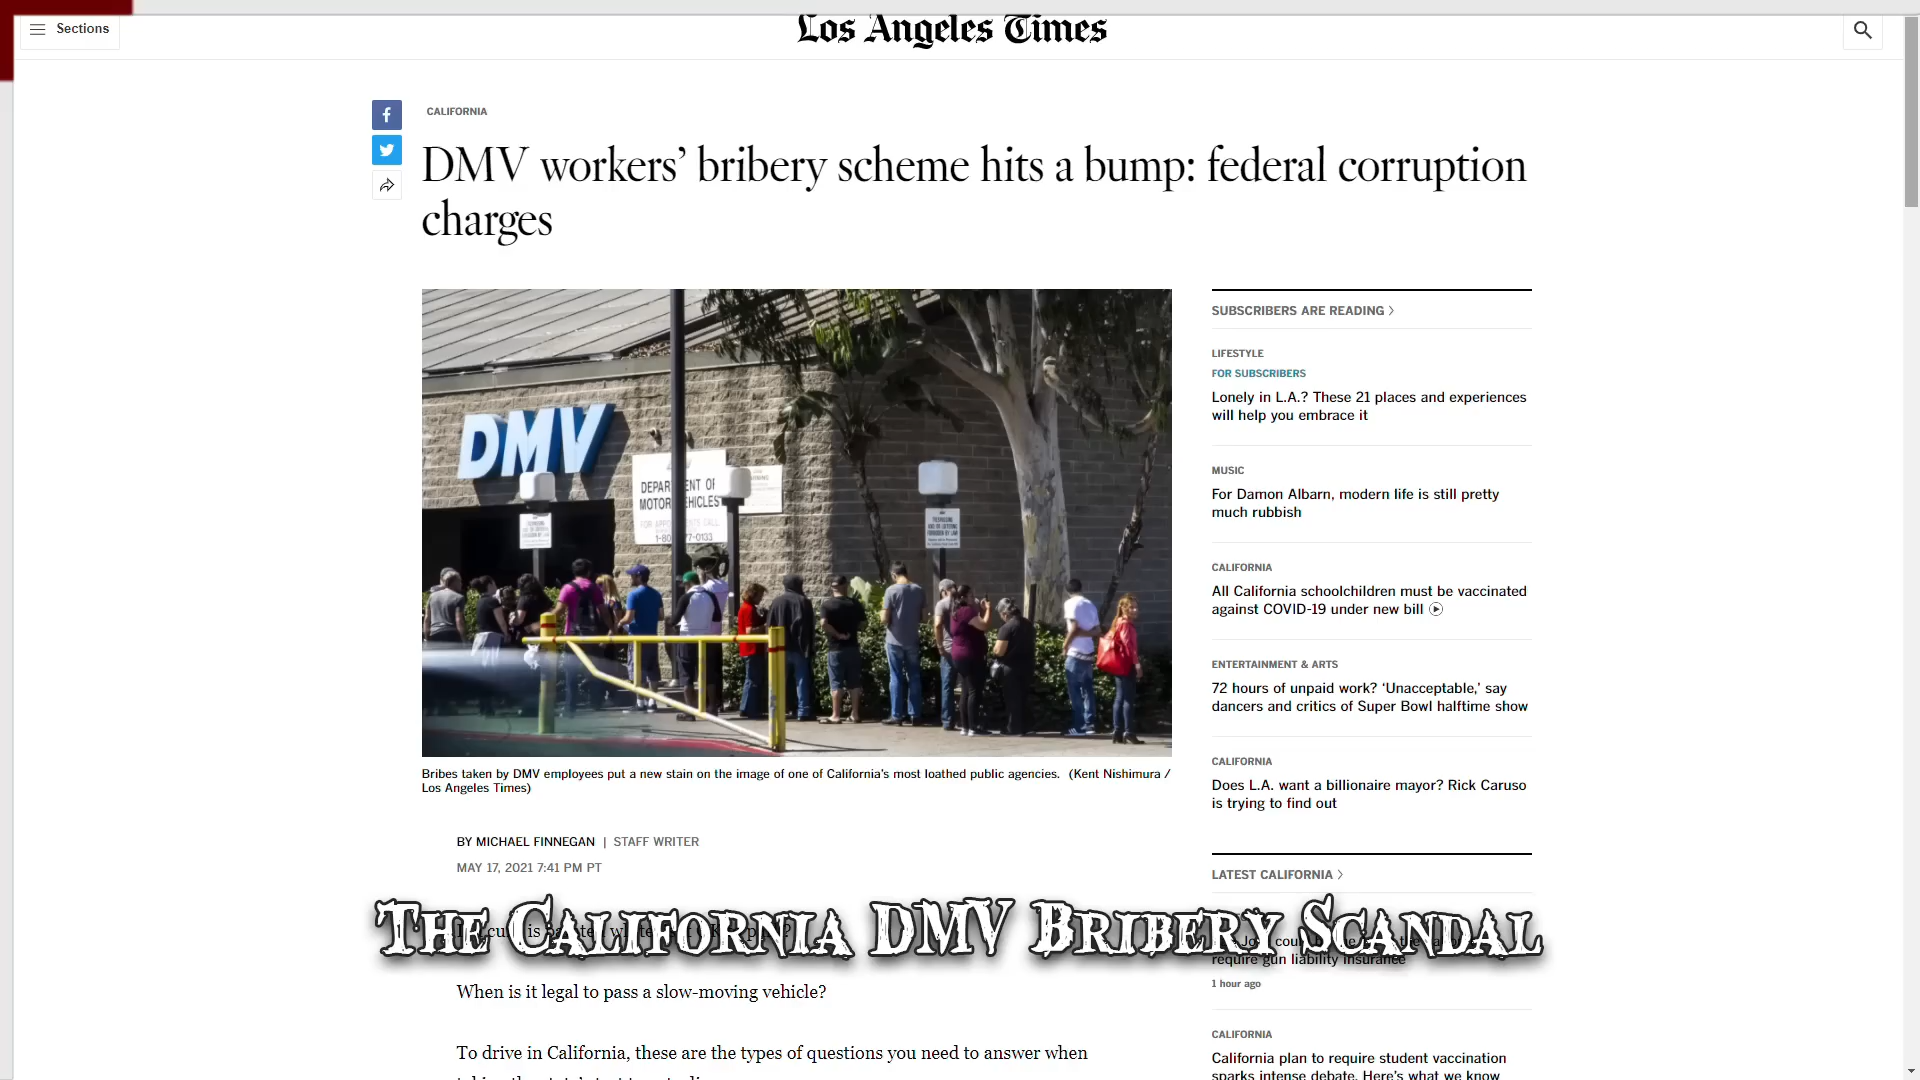 Sections
Los Angeles Times
CALIFORNIA
DMV workers’ bribery scheme hits a bump: federal corruption
charges
DMV
DEPARTMENT OF
MOTOR VEHICLES
FOR APPOINTMENTS CALL
Bribes taken by DMV employees put a new stain on the image of one of California’s most loathed public agencies. (Kent Nishimura /
Los Angeles Times)
BY MICHAEL FINNEGAN | STAFF WRITER
MAY 17, 2021 7:41 PM PT
The California DMV Bribery Scandal
When is it legal to pass a slow-moving vehicle?
To drive in California, these are the types of questions you need to answer when
SUBSCRIBERS ARE READING >
LIFESTYLE
FOR SUBSCRIBERS
Lonely in L.A.? These 21 places and experiences
will help you embrace it
MUSIC
For Damon Albarn, modern life is still pretty
much rubbish
CALIFORNIA
All California schoolchildren must be vaccinated
against COVID-19 under new bill
ENTERTAINMENT & ARTS
72 hours of unpaid work? ‘Unacceptable,’ say
dancers and critics of Super Bowl halftime show
CALIFORNIA
Does L.A. want a billionaire mayor? Rick Caruso
is trying to find out
LATEST CALIFORNIA >
require gun liability insurance
1 hour ago
CALIFORNIA
California plan to require student vaccination
sparks intense debate. Here’s what we know